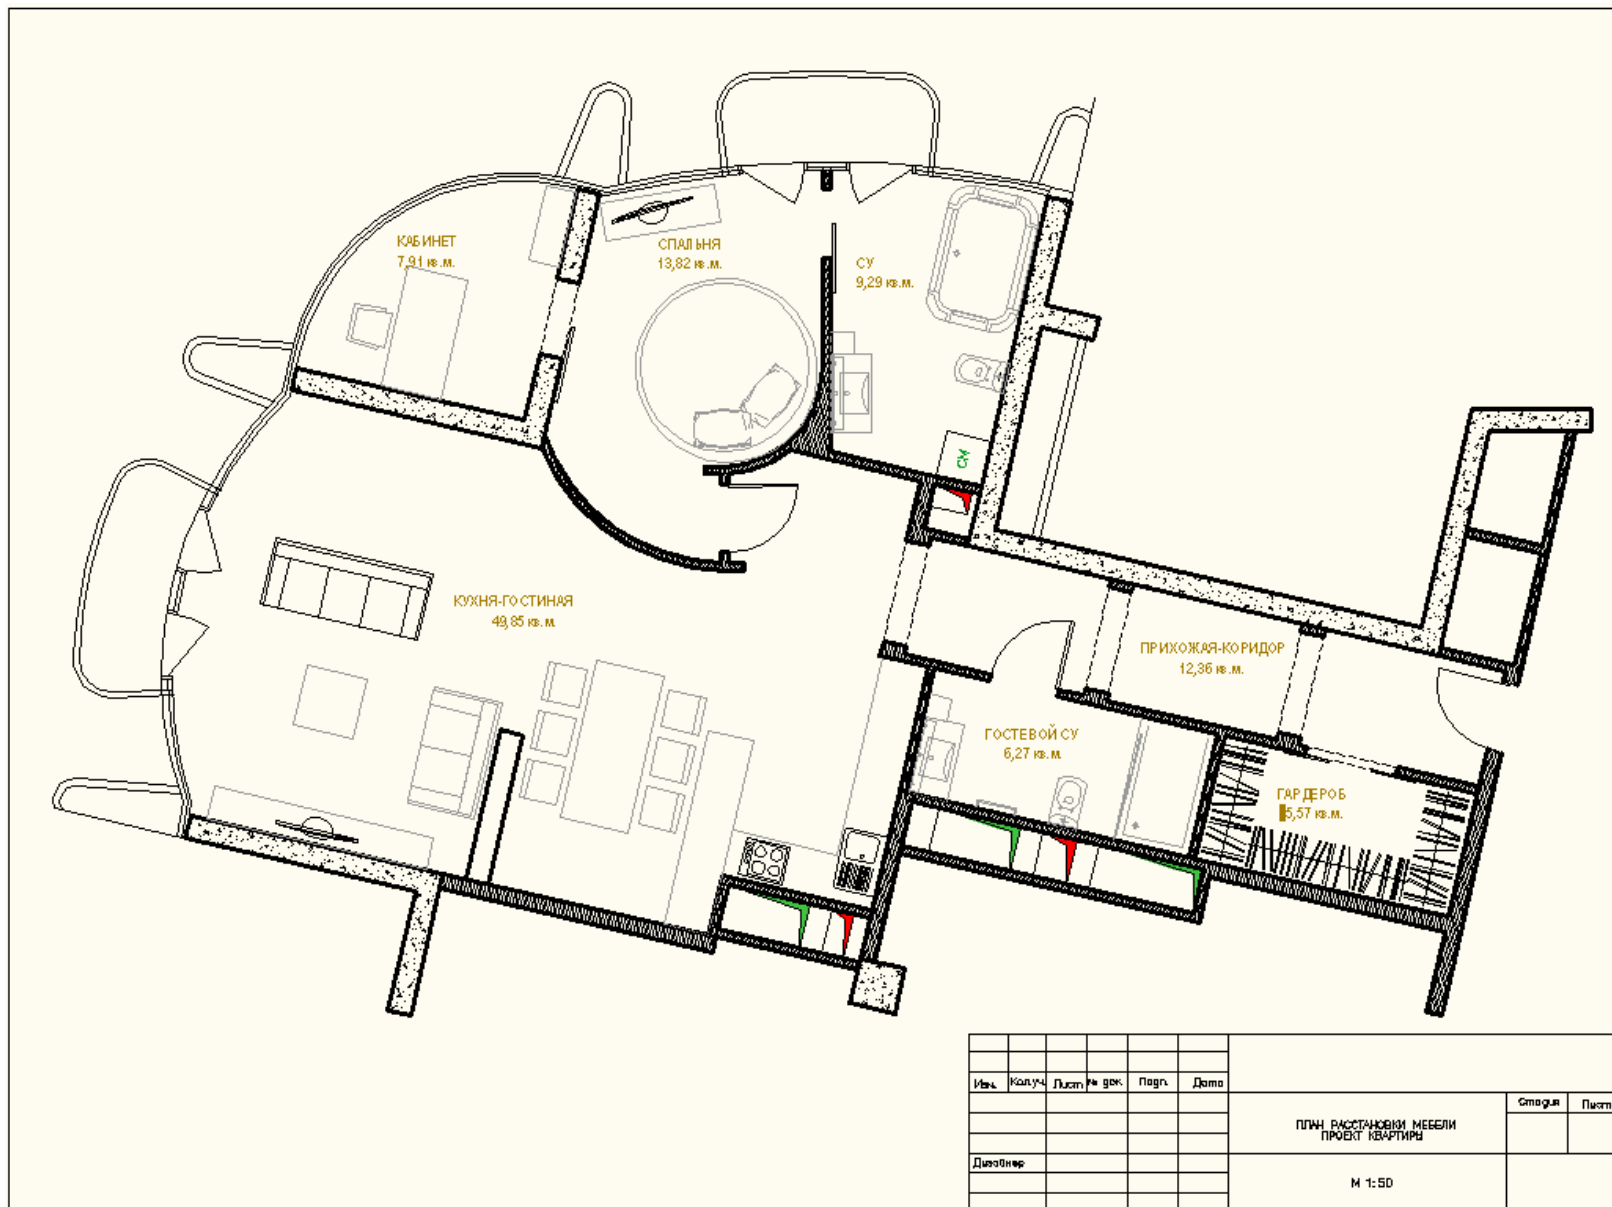 КАБИНЕТ
7,91 кв.м.
СПАЛЬНЯ
13,82 кв.м.
СУ
9,29 кв.м.
СМ
КУХНЯ-ГОСТИНАЯ
49,85 кв.м.
ПРИХОЖАЯ-КОРИДОР
12,36 кв.м.
ГОСТЕВОЙ СУ
6,27 кв.м.
ГАРДЕРОБ
5,57 кв.м.
Изм. Кол.уч. Лист № док. Подп. Дата
Стадия Лист
ПЛАН РАССТАНОВКИ МЕБЕЛИ
ПРОЕКТ КВАРТИРЫ
Дизайнер
М 1:50